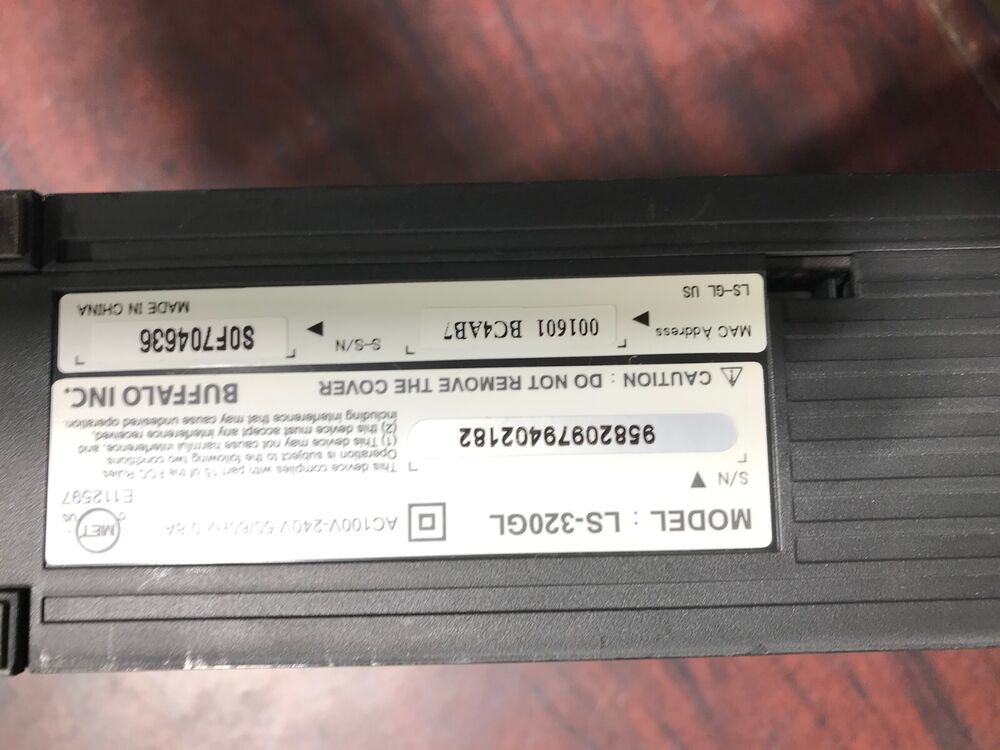 MODEL : LS-320GL
AC100V-240V 50/60Hz 0.8A
MET
C US
E112597
S/N ▼
95820979402182
This device complies with part 15 of the FCC Rules
Operation is subject to the following two conditions
(1) This device may not cause harmful interference, and
(2) this device must accept any interference received,
including interference that may cause undesired operation.
⚠ CAUTION : DO NOT REMOVE THE COVER
BUFFALO INC.
MAC Address ▶ 001601 BC4AB7
S-S/N ▶ S0F704636
LS-GL US
MADE IN CHINA